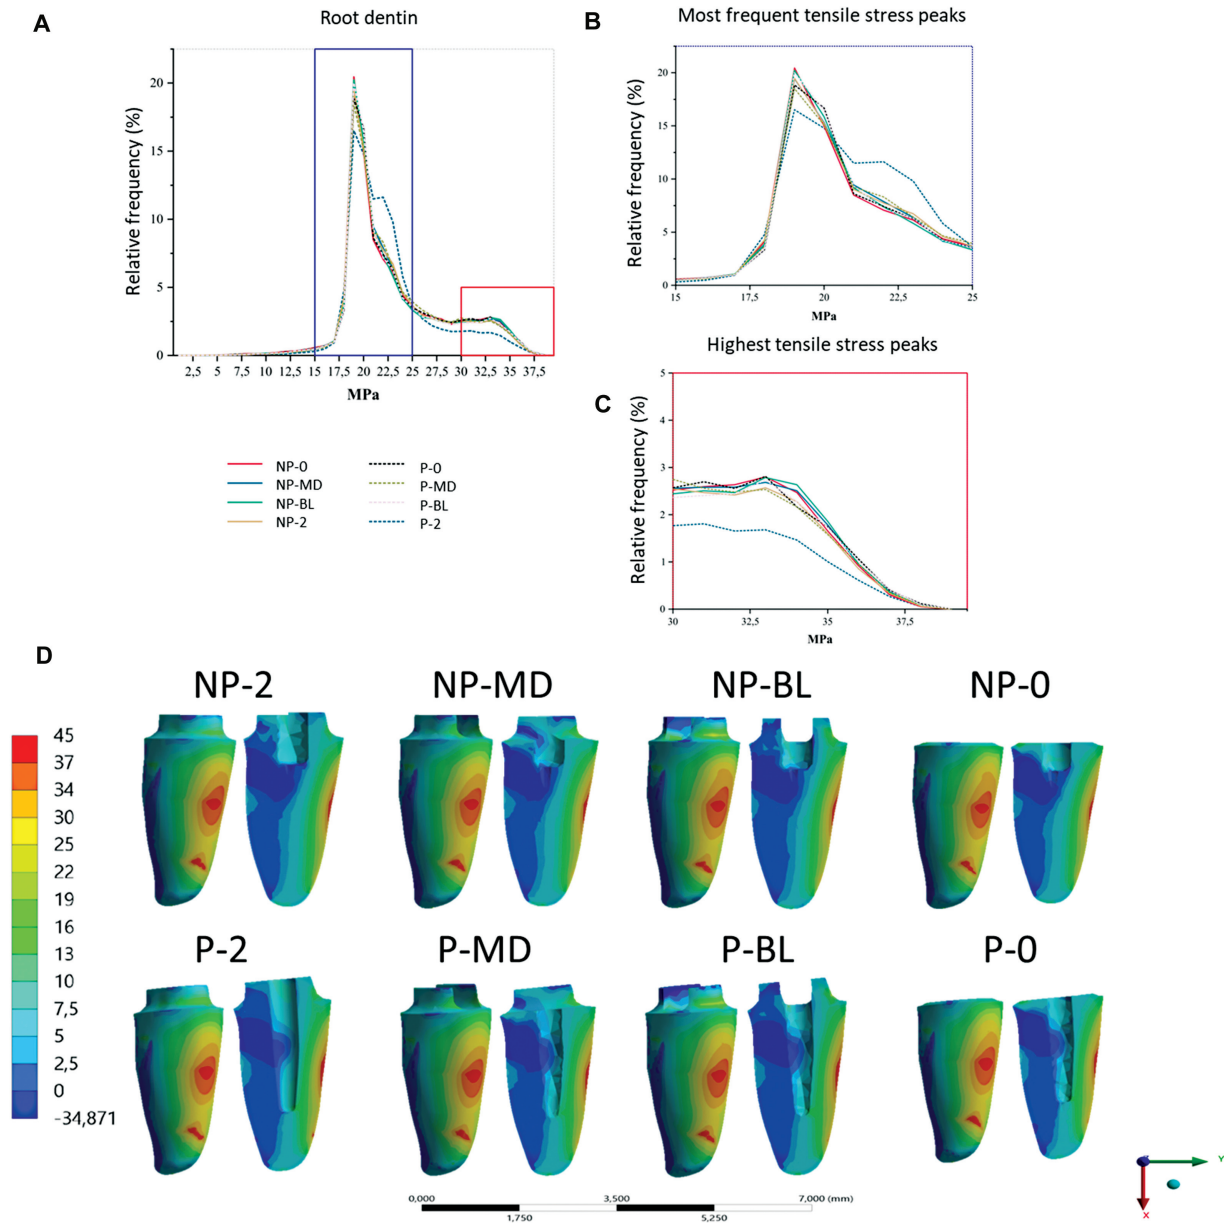 A
Root dentin
Relative frequency (%)
20
15
10
5
0
2,5 5 7,5 10 12,5 15 17,5 20 22,5 25 27,5 30 32,5 35 37,5
MPa
NP-0
NP-MD
NP-BL
NP-2
P-0
P-MD
P-BL
P-2
B
Most frequent tensile stress peaks
Relative frequency (%)
20
15
10
5
0
15 17,5 20 22,5 25
MPa
Highest tensile stress peaks
C
Relative frequency (%)
5
4
3
2
1
0
30 32,5 35 37,5
MPa
D
NP-2 NP-MD NP-BL NP-0
45
37
34
30
25
22
19
16
13
10
7,5
5
2,5
0
-34,871
P-2 P-MD P-BL P-0
0,000 3,500 7,000 (mm)
1,750 5,250
Y
X